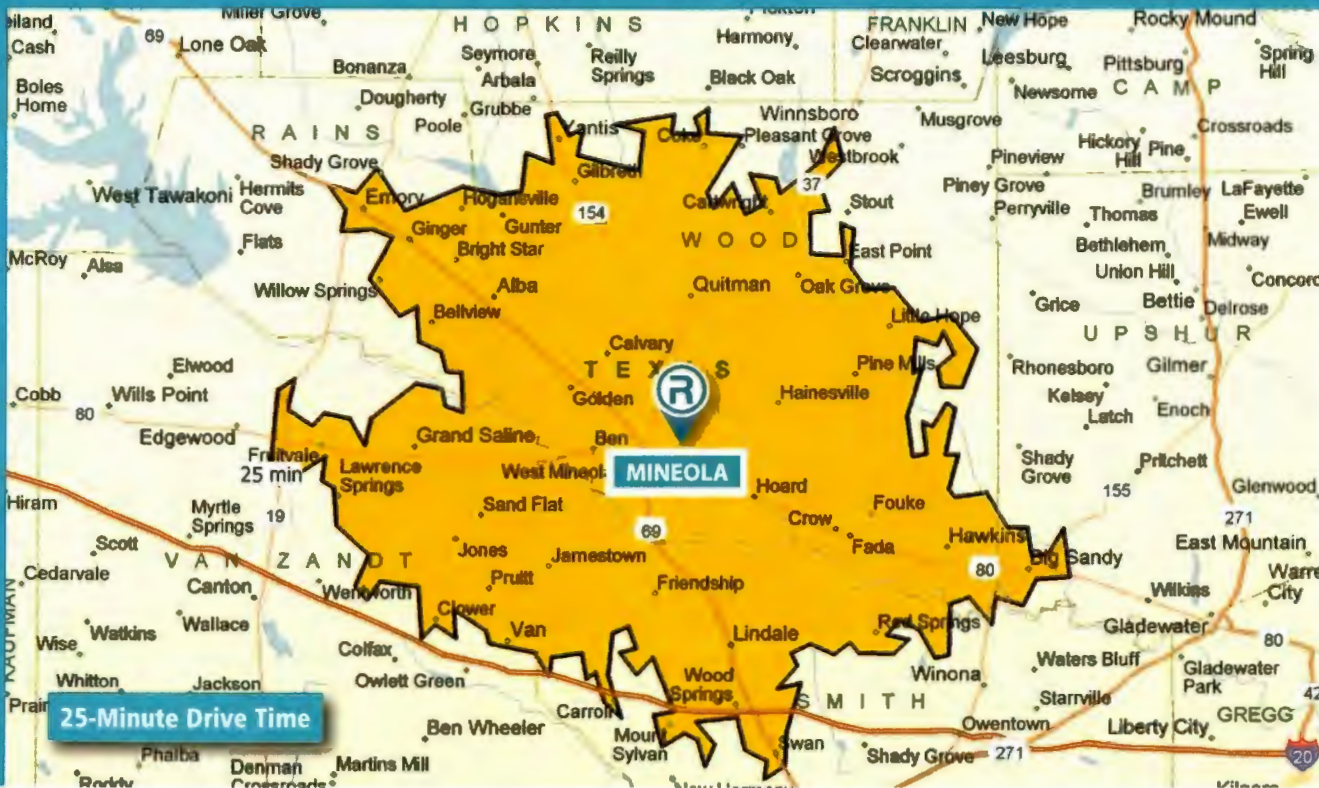 Miller Grove
HOPKINS
FRANKLIN
New Hope
Rocky Mound
Cash
69
Lone Oak
Seymore
Reilly
Springs
Harmony
Clearwater
Leesburg
Pittsburg
Spring
Hill
Bonanza
Arbala
Black Oak
Scroggins
CAMP
Boles
Home
Dougherty
Grubbe
Newsome
Poole
Winnsboro
Musgrove
Crossroads
RAINS
Yantis
Coke
Pleasant Grove
Westbrook
Hickory
Hill
Pine
Shady Grove
Gilbreth
37
Pineview
West Tawakoni
Hermits
Cove
Emory
Hogansville
154
Cartwright
Stout
Piney Grove
Perryville
Brumley
LaFayette
Ewell
Thomas
Flats
Ginger
Gunter
Bright Star
WOOD
East Point
Bethlehem
Midway
McRoy
Alsa
Willow Springs
Alba
Quitman
Oak Grove
Union Hill
Concord
Grice
Bettie
Delrose
Bellview
Little Hope
UPSHUR
Elwood
Calvary
TEXAS
R
Pine Mills
Rhonesboro
Gilmer
Cobb
80
Wills Point
Golden
Hainesville
Kelsey
Latch
Enoch
Edgewood
Grand Saline
Ben
Fruitvale
25 min
Lawrence
Springs
West Mineola
MINEOLA
Shady
Grove
Pritchett
Hiram
Myrtle
Springs
19
Sand Flat
Hoard
Fouke
155
Glenwood
Crow
69
271
Scott
VAN ZANDT
Jones
Jamestown
Fada
Hawkins
East Mountain
Cedarvale
Canton
Wentworth
Pruitt
Friendship
80
Big Sandy
Wilkins
Warre
City
KAUFMAN
Wise
Watkins
Wallace
Clower
Van
Lindale
Red Springs
Gladewater
80
Colfax
Owlett Green
Winona
Waters Bluff
Gladewater
Park
Whitton
Jackson
Wood
Springs
SMITH
Starrville
42
Prair
25-Minute Drive Time
Ben Wheeler
Carroll
Mount
Sylvan
Swan
Owentown
Liberty City
GREGG
Phalba
Shady Grove
271
20
Denman
Crossroads
Martins Mill
New Harmony
Roddy